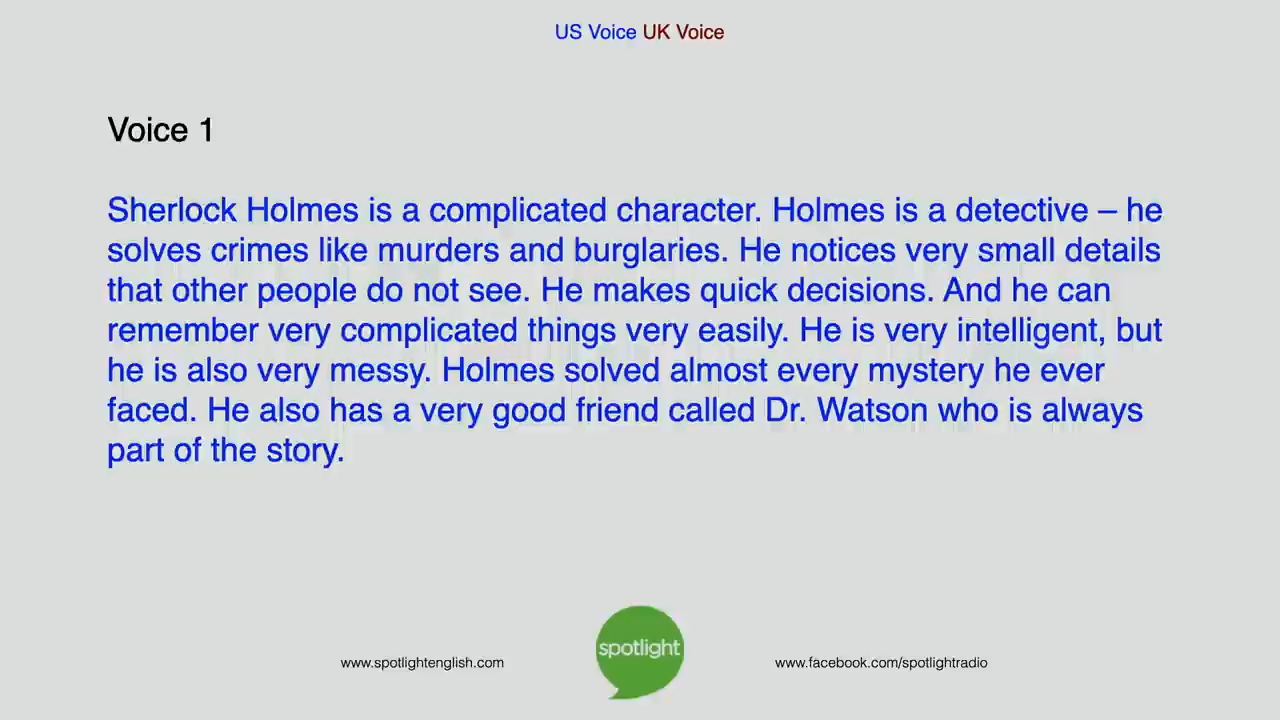 US Voice UK Voice
Voice 1
Sherlock Holmes is a complicated character. Holmes is a detective – he
solves crimes like murders and burglaries. He notices very small details
that other people do not see. He makes quick decisions. And he can
remember very complicated things very easily. He is very intelligent, but
he is also very messy. Holmes solved almost every mystery he ever
faced. He also has a very good friend called Dr. Watson who is always
part of the story.
spotlight
www.spotlightenglish.com
www.facebook.com/spotlightradio